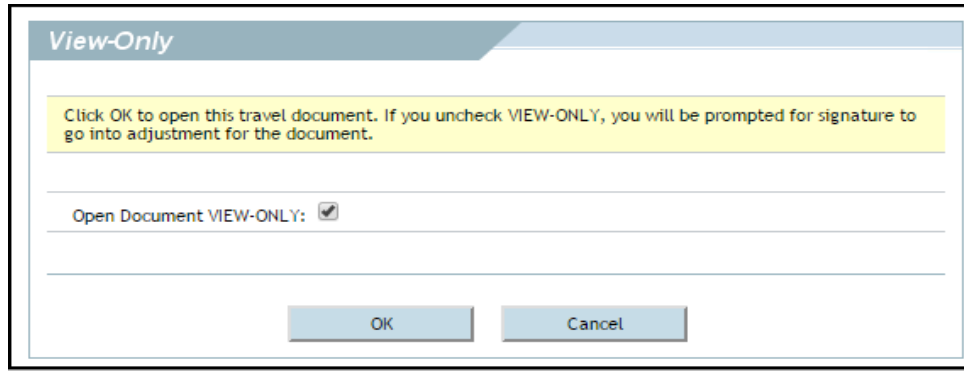 View-Only
Click OK to open this travel document. If you uncheck VIEW-ONLY, you will be prompted for signature to
go into adjustment for the document.
Open Document VIEW-ONLY:
OK
Cancel